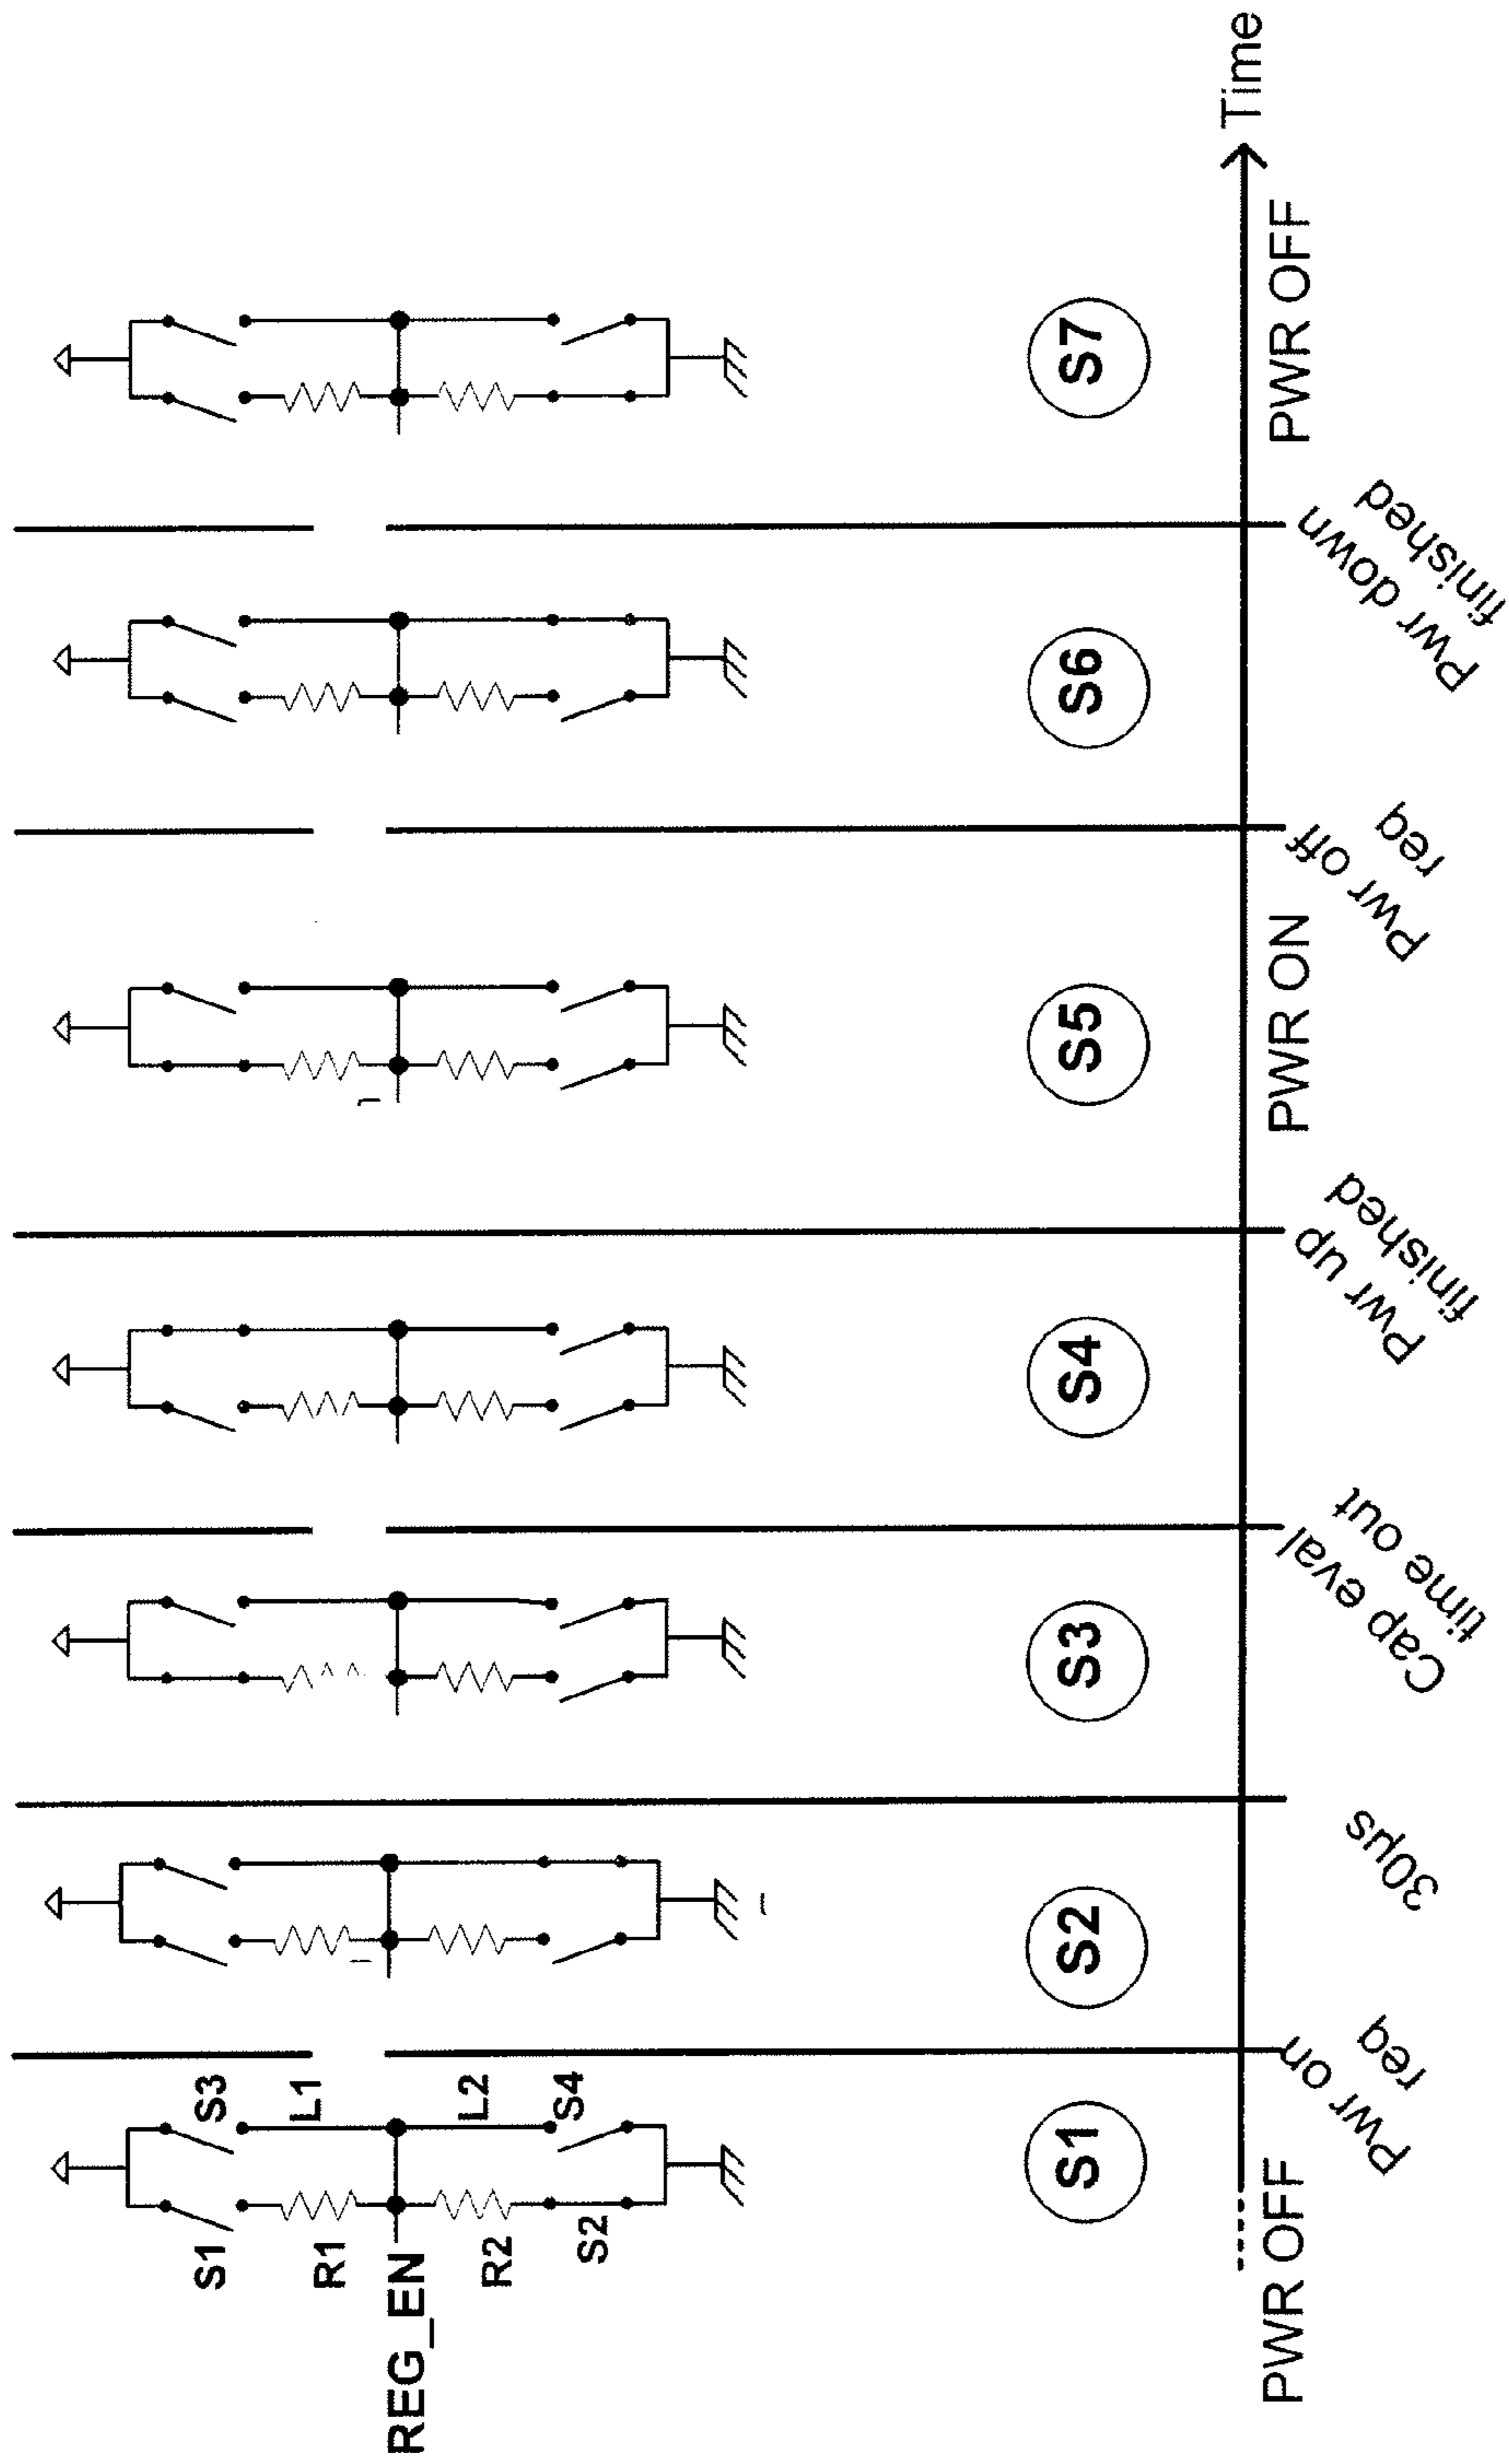 S1
S3
R1
L1
REG_EN
R2
L2
S2
S4
S1
S2
S3
S4
S5
S6
S7
Time
PWR OFF
PWR ON
PWR OFF
Pwr on
req
30µs
Cap eval
time out
Pwr up
finished
Pwr off
req
Pwr down
finished